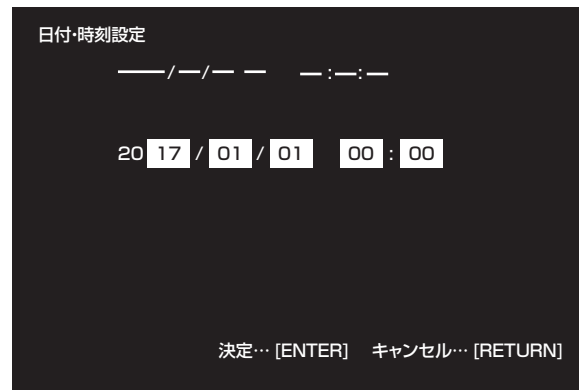 日付・時刻設定
——/—/— — —:—:—
20 17 / 01 / 01 00 : 00
決定… [ENTER] キャンセル… [RETURN]